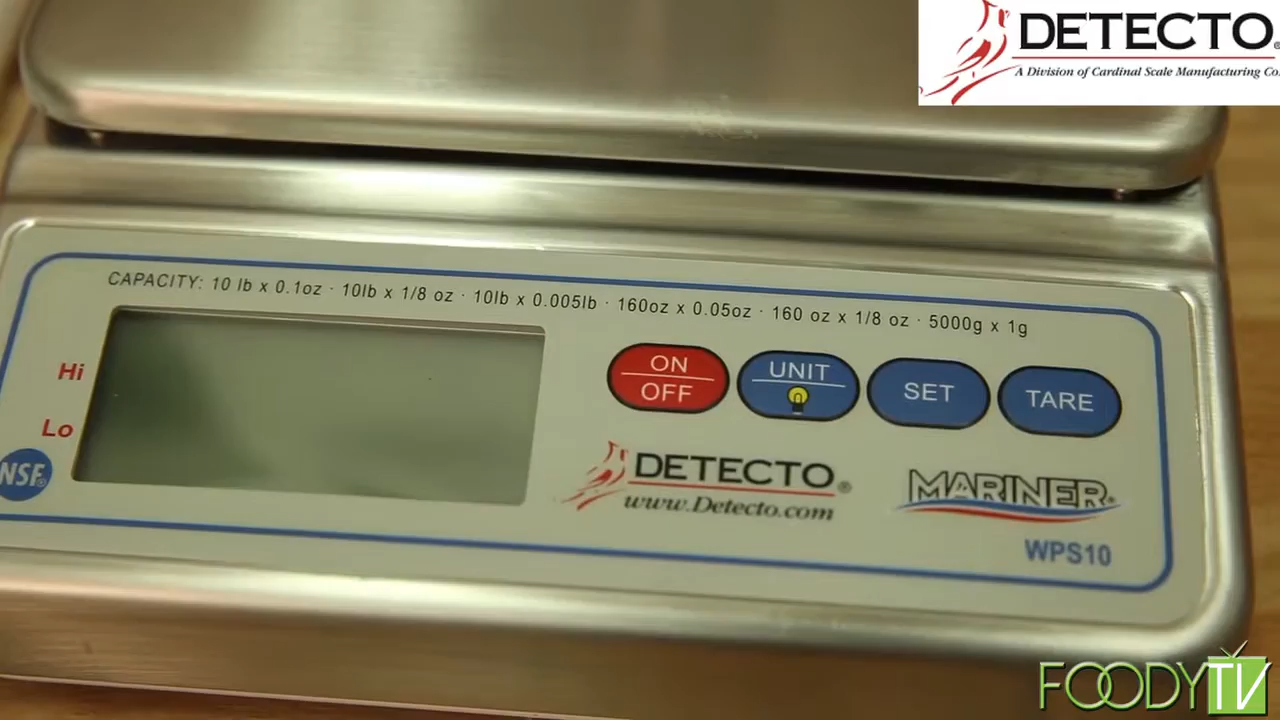 DETECTO®
A Division of Cardinal Scale Manufacturing Co.
CAPACITY: 10 lb x 0.1oz · 10lb x 1/8 oz · 10lb x 0.005lb · 160oz x 0.05oz · 160 oz x 1/8 oz · 5000g x 1g
Hi
Lo
NSF®
ON
OFF
UNIT
SET
TARE
DETECTO®
www.Detecto.com
MARINER®
WPS10
FOODYTV